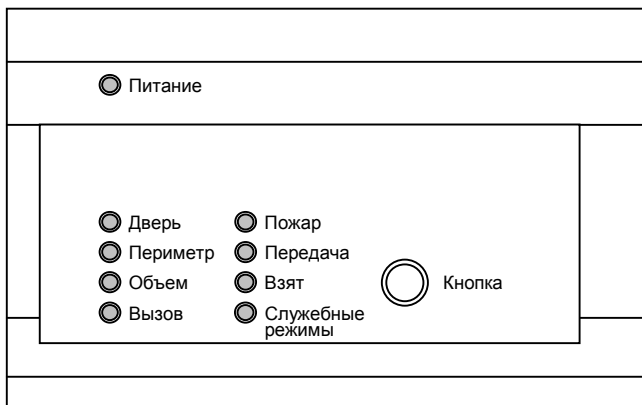 Питание
Дверь
Пожар
Периметр
Передача
Объем
Взят
Кнопка
Вызов
Служебные
режимы